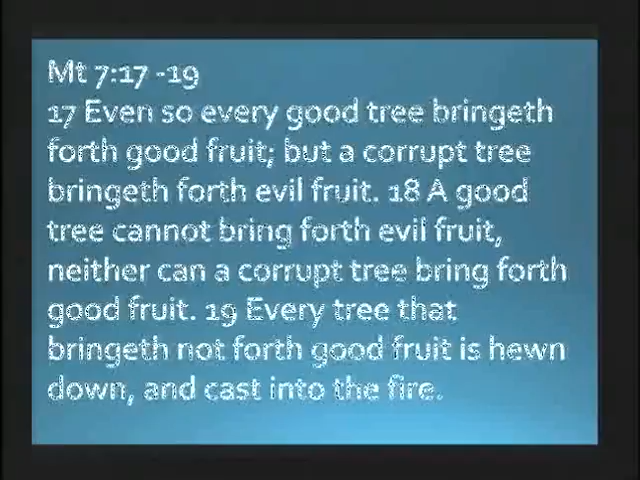 Mt 7:17 -19
17 Even so every good tree bringeth
forth good fruit; but a corrupt tree
bringeth forth evil fruit. 18 A good
tree cannot bring forth evil fruit,
neither can a corrupt tree bring forth
good fruit. 19 Every tree that
bringeth not forth good fruit is hewn
down, and cast into the fire.